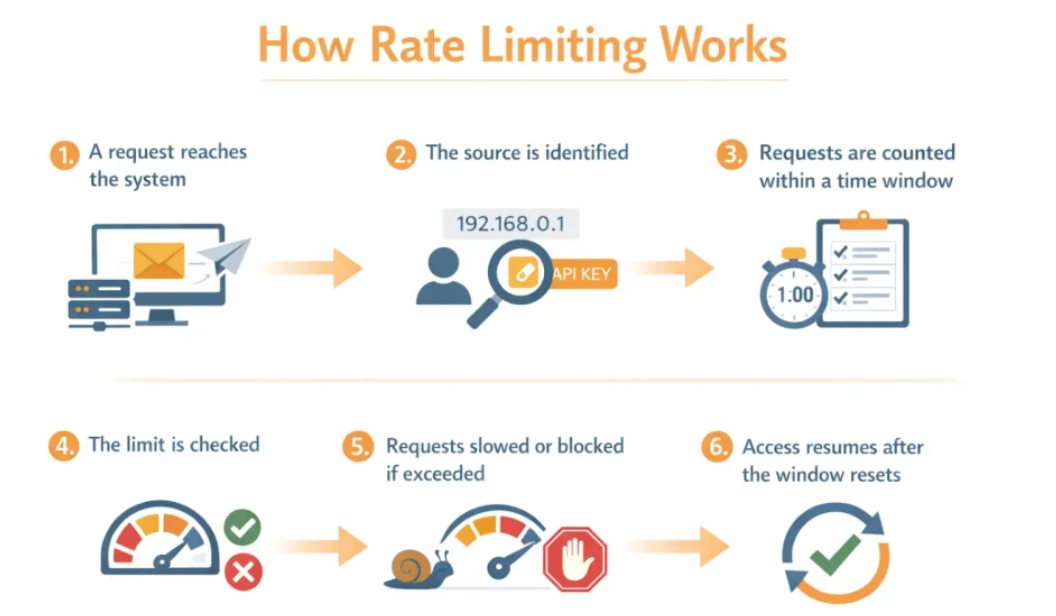 How Rate Limiting Works
1. A request reaches
the system
2. The source is identified
192.168.0.1
API KEY
3. Requests are counted
within a time window
1:00
4. The limit is checked
5. Requests slowed or blocked
if exceeded
6. Access resumes after
the window resets